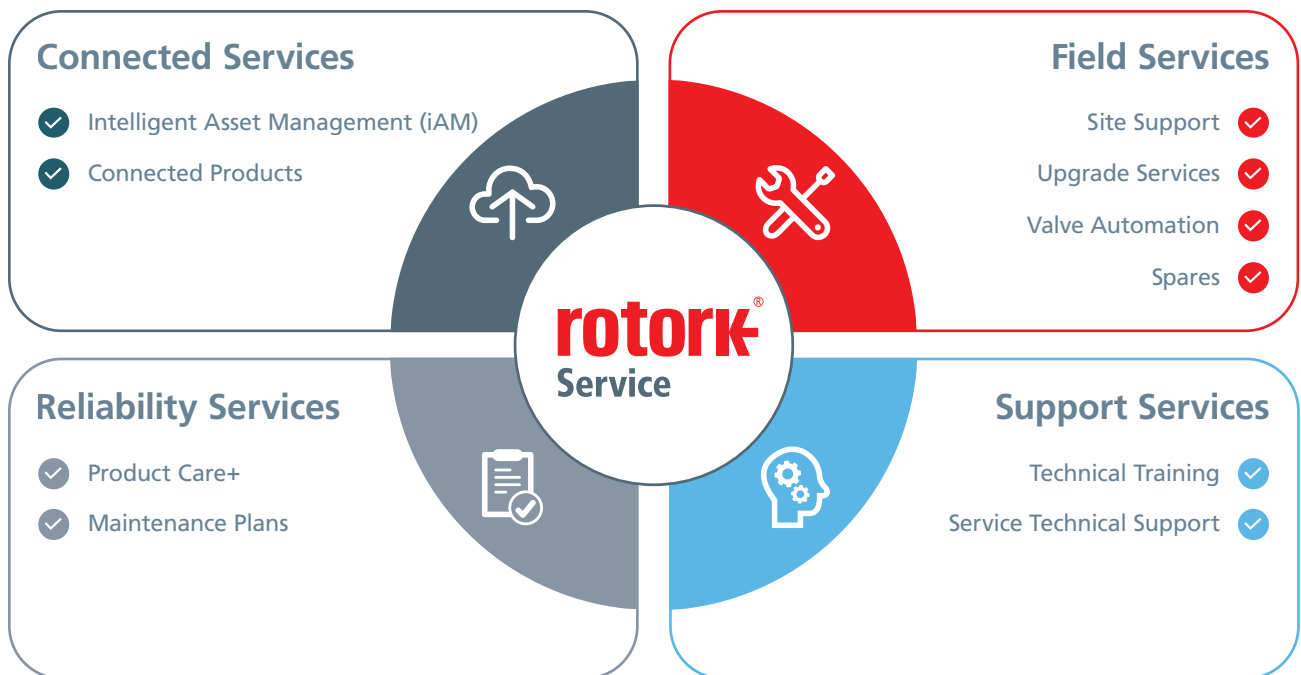 Connected Services
Intelligent Asset Management (iAM)
Connected Products
Field Services
Site Support
Upgrade Services
Valve Automation
Spares
rotork®
Service
Reliability Services
Product Care+
Maintenance Plans
Support Services
Technical Training
Service Technical Support